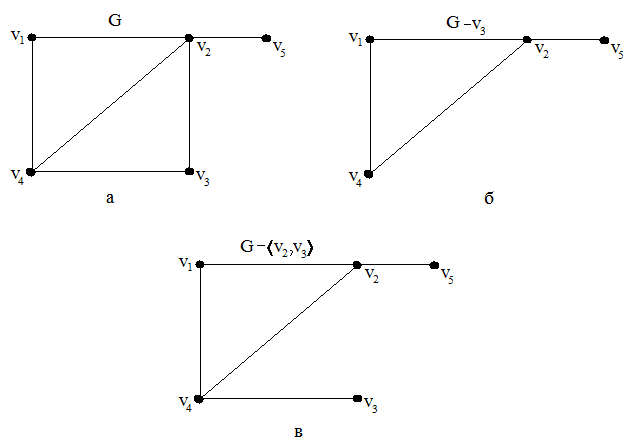 G
G – v₃
v₁
v₂
v₅
v₁
v₂
v₅
v₄
v₃
v₄
а
б
G – {v₂,v₃}
v₁
v₂
v₅
v₄
v₃
в